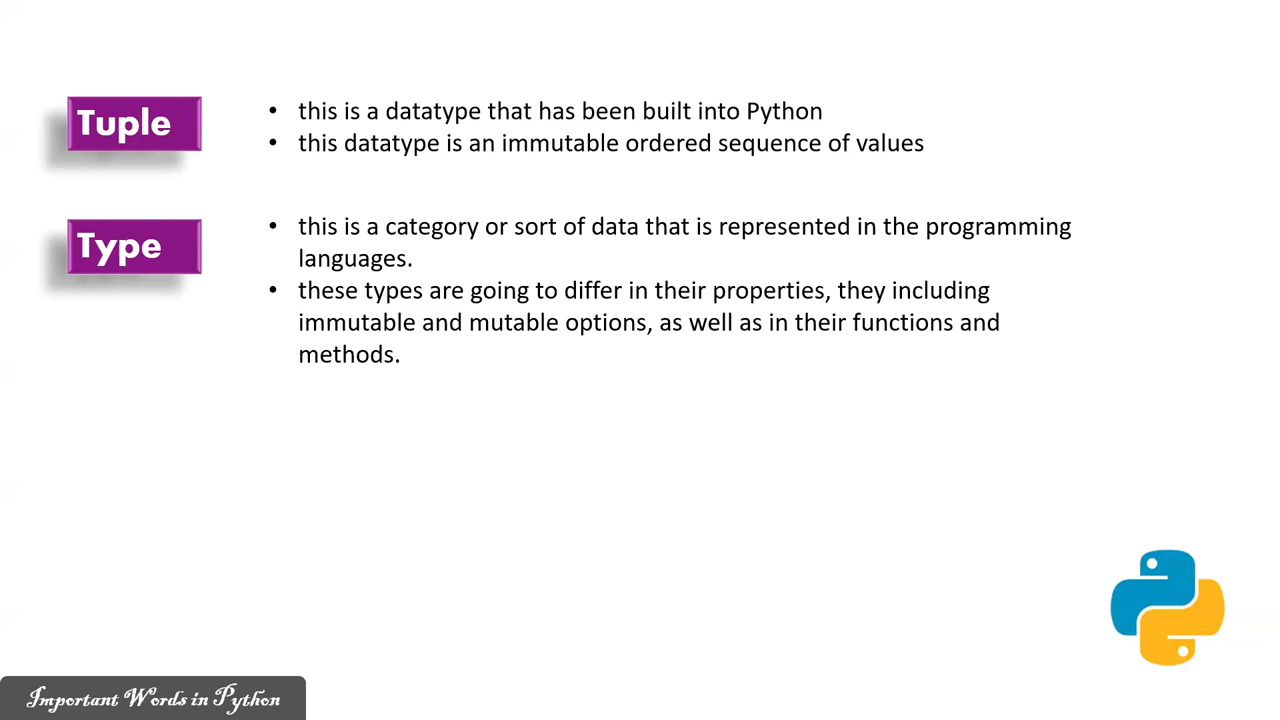 Tuple
• this is a datatype that has been built into Python
• this datatype is an immutable ordered sequence of values
Type
• this is a category or sort of data that is represented in the programming
languages.
• these types are going to differ in their properties, they including
immutable and mutable options, as well as in their functions and
methods.
Important Words in Python